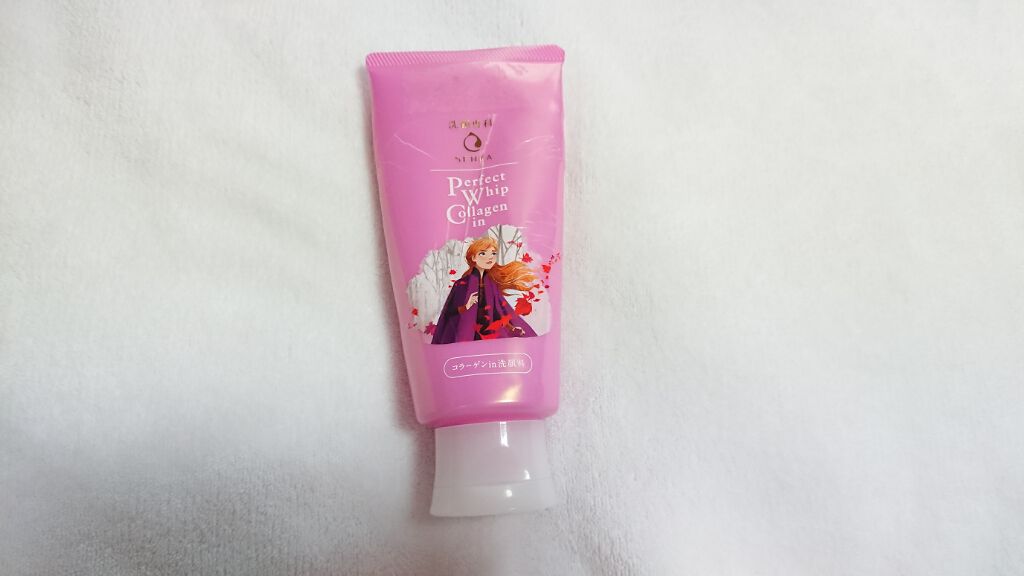 洗顔専科
SENKA
Perfect
Whip
Collagen
in
コラーゲンin洗顔料